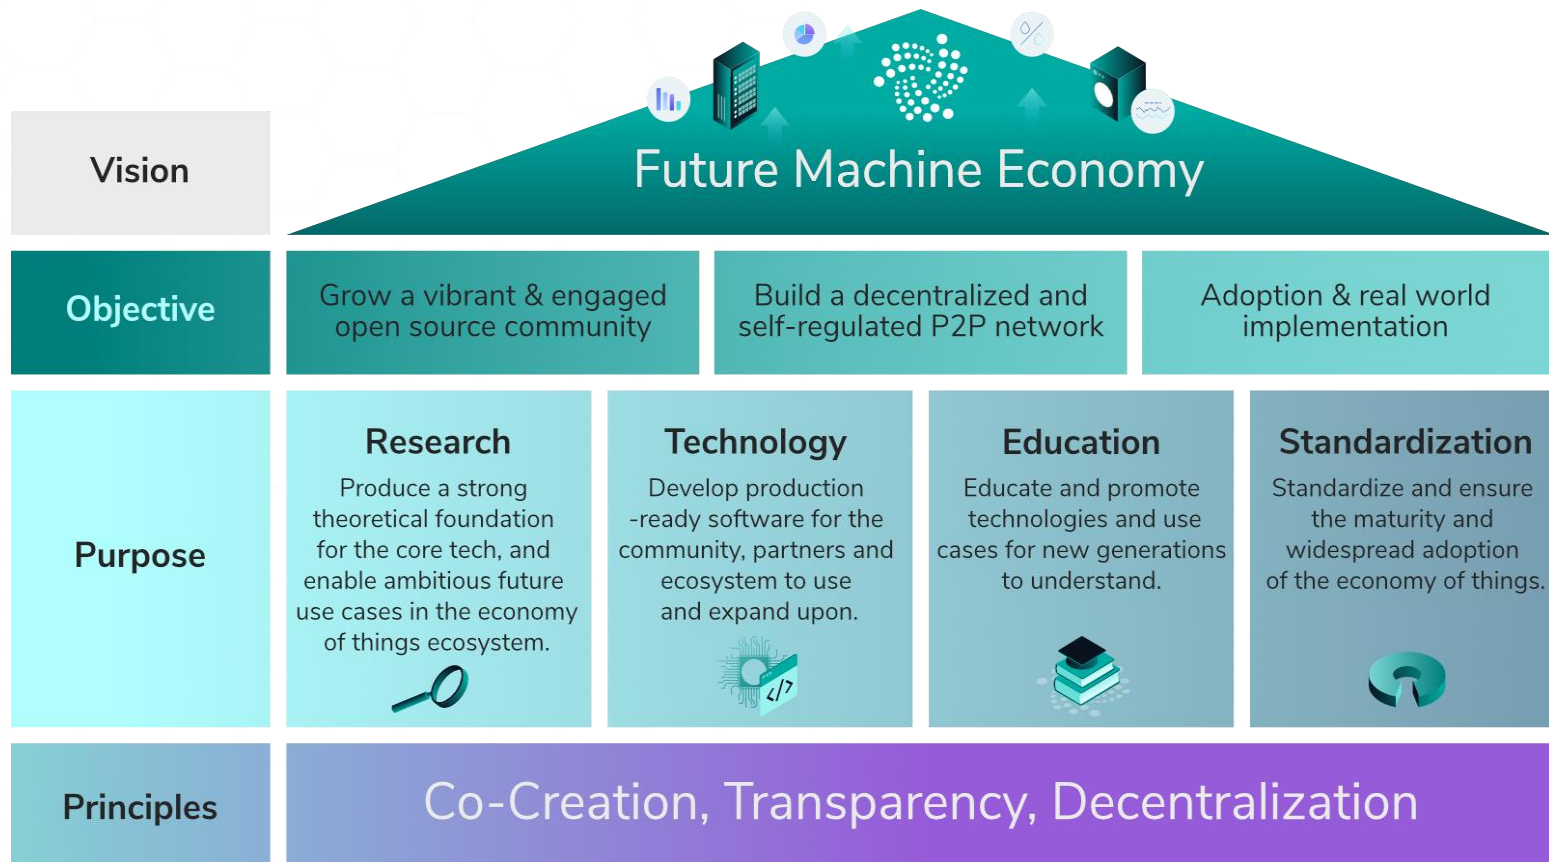 Vision
Future Machine Economy
Objective
Grow a vibrant & engaged
open source community
Build a decentralized and
self-regulated P2P network
Adoption & real world
implementation
Purpose
Research
Produce a strong
theoretical foundation
for the core tech, and
enable ambitious future
use cases in the economy
of things ecosystem.
Technology
Develop production
-ready software for the
community, partners and
ecosystem to use
and expand upon.
</>
Education
Educate and promote
technologies and use
cases for new generations
to understand.
Standardization
Standardize and ensure
the maturity and
widespread adoption
of the economy of things.
Principles
Co-Creation, Transparency, Decentralization